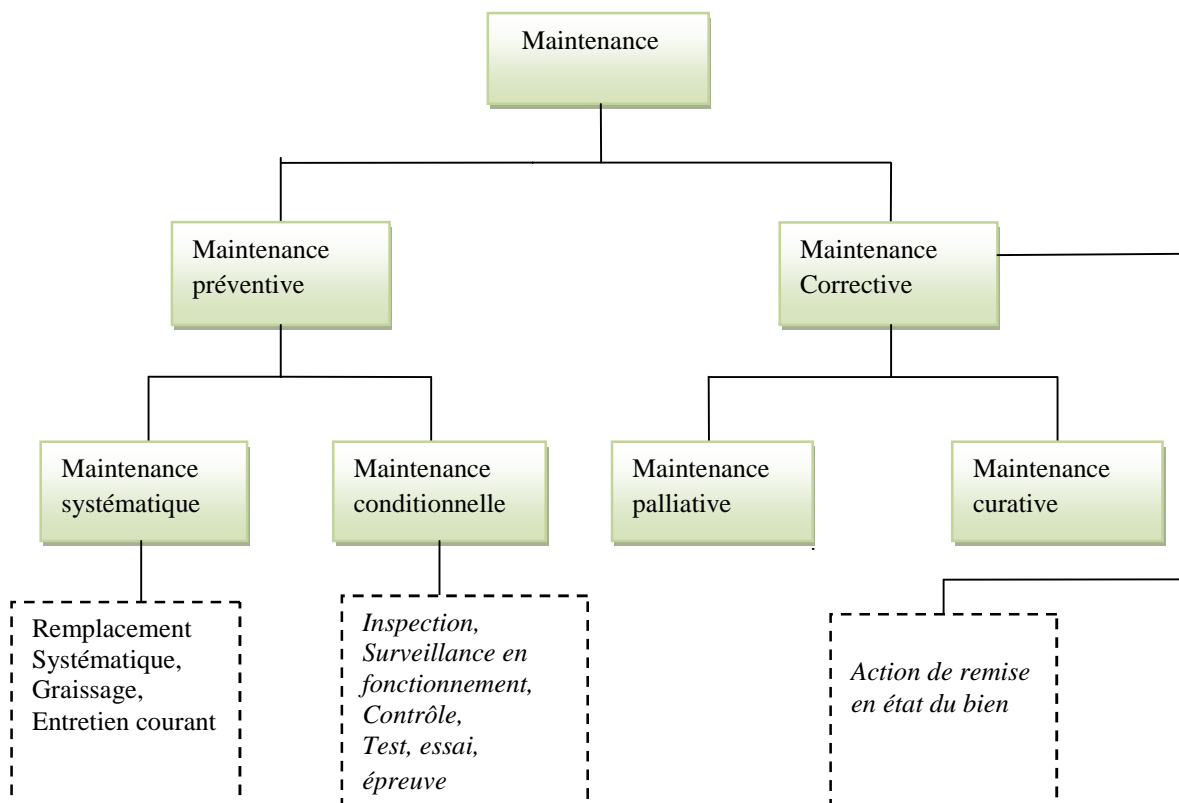 Maintenance
Maintenance
préventive
Maintenance
Corrective
Maintenance
systématique
Maintenance
conditionnelle
Maintenance
palliative
Maintenance
curative
Remplacement
Systématique,
Graissage,
Entretien courant
Inspection,
Surveillance en
fonctionnement,
Contrôle,
Test, essai,
épreuve
Action de remise
en état du bien